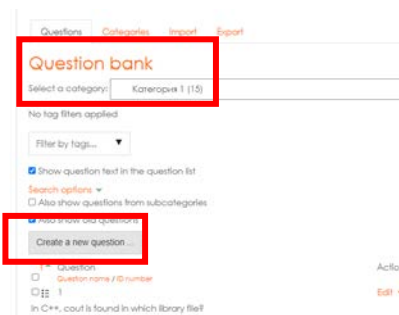 Questions Categories Import Export
Question bank
Select a category: Категория 1 (15)
No tag filters applied
Filter by tags... ▼
Show question text in the question list
Search options
Also show questions from subcategories
Also show old questions
Create a new question ...
Question Actio
Question name / ID number
1 Edit
In C++, cout is found in which library file?